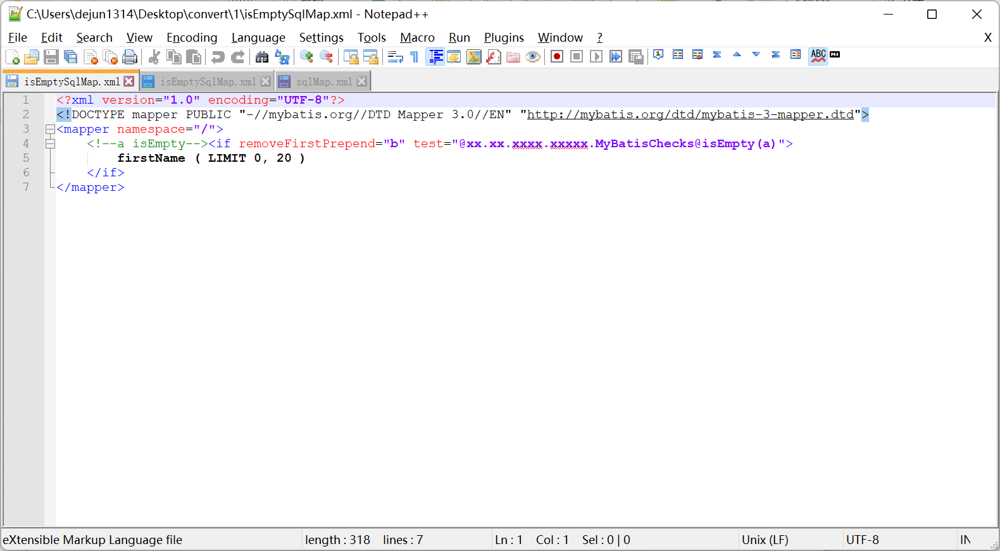 C:\Users\dejun1314\Desktop\convert\1\isEmptySqlMap.xml - Notepad++
File Edit Search View Encoding Language Settings Tools Macro Run Plugins Window ? X
ABC M↓
isEmptySqlMap.xml isEmptySqlMap.xml sqlMap.xml
1 <?xml version="1.0" encoding="UTF-8"?>
2 <!DOCTYPE mapper PUBLIC "-//mybatis.org//DTD Mapper 3.0//EN" "http://mybatis.org/dtd/mybatis-3-mapper.dtd">
3 <mapper namespace="/">
4 <!--a isEmpty--><if removeFirstPrepend="b" test="@xx.xx.xxxx.xxxxx.MyBatisChecks@isEmpty(a)">
5 firstName ( LIMIT 0, 20 )
6 </if>
7 </mapper>
eXtensible Markup Language file length : 318 lines : 7 Ln : 1 Col : 1 Sel : 0 | 0 Unix (LF) UTF-8 IN